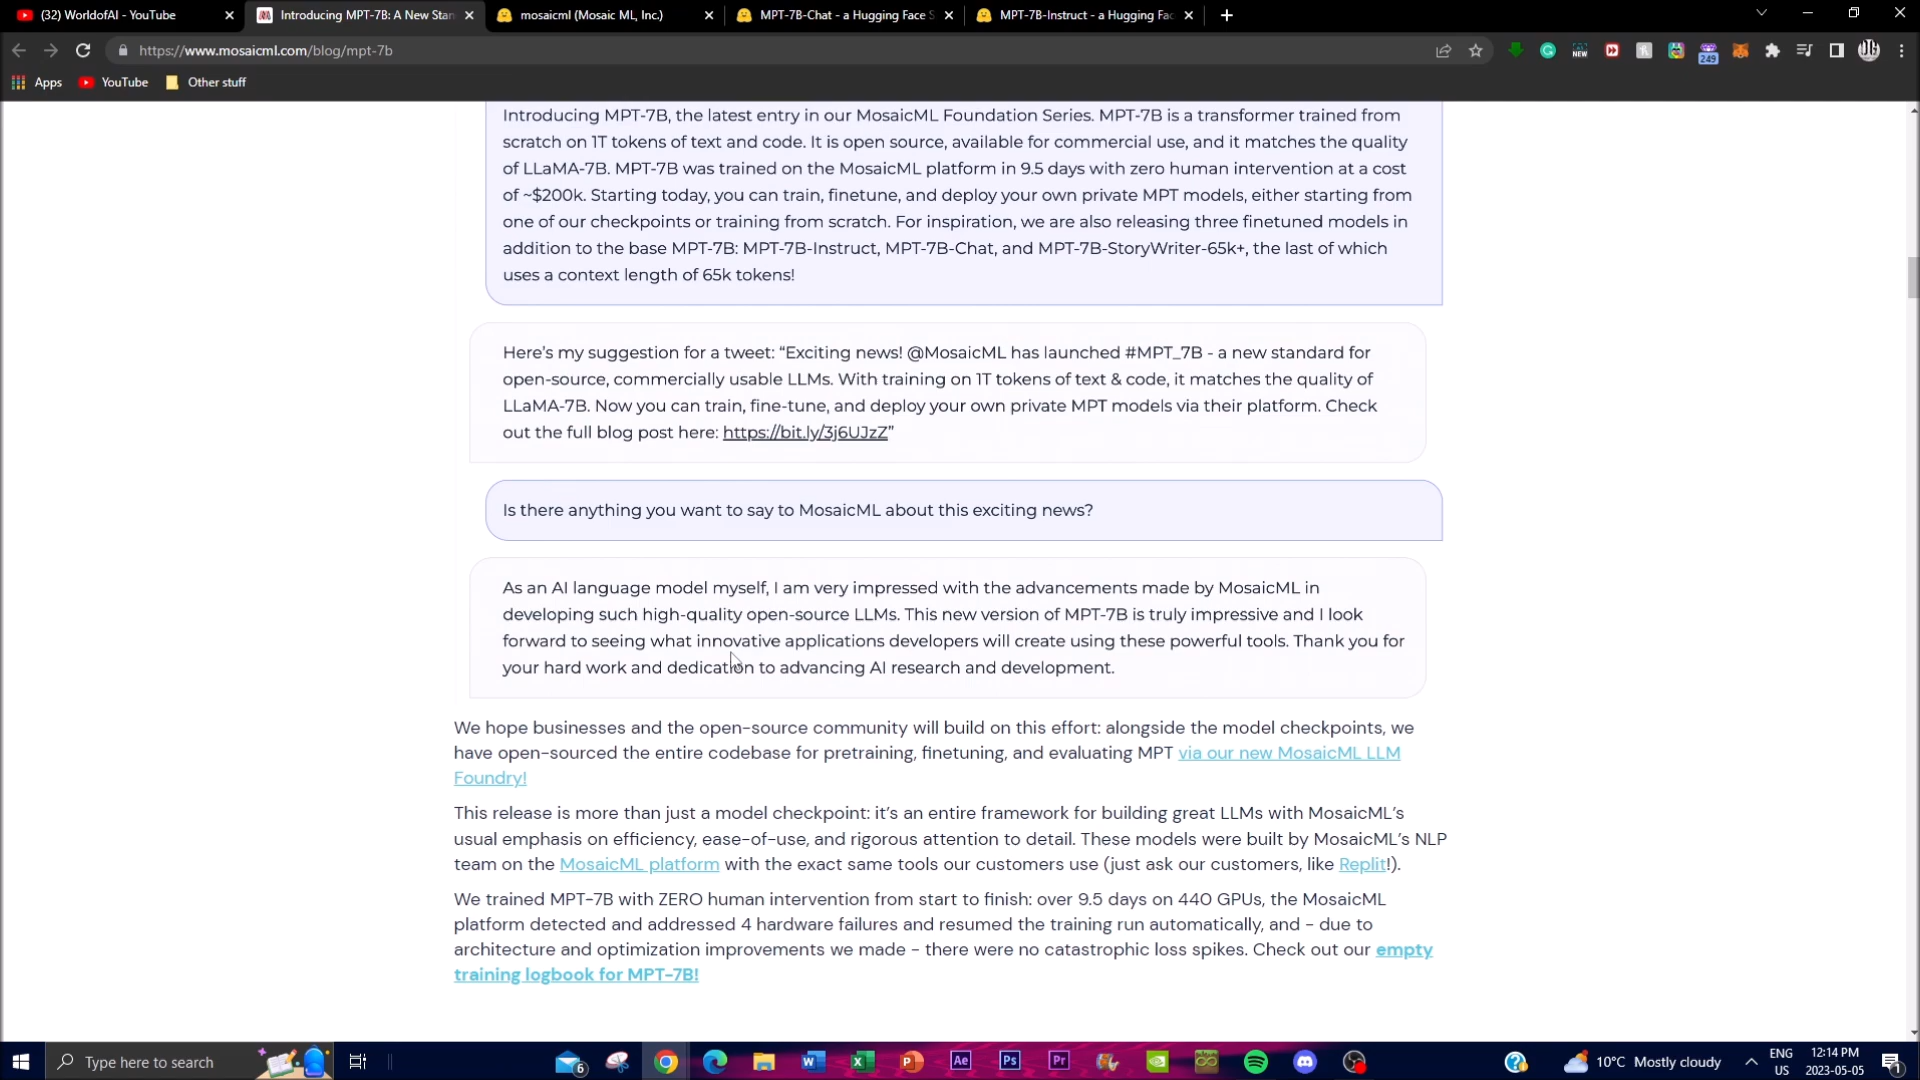 (32) WorldofAI - YouTube
Introducing MPT-7B: A New Stan
mosaicml (Mosaic ML, Inc.)
MPT-7B-Chat - a Hugging Face S
MPT-7B-Instruct - a Hugging Fac
https://www.mosaicml.com/blog/mpt-7b
NEW
249
Apps
YouTube
Other stuff
Introducing MPT-7B, the latest entry in our MosaicML Foundation Series. MPT-7B is a transformer trained from
scratch on 1T tokens of text and code. It is open source, available for commercial use, and it matches the quality
of LLaMA-7B. MPT-7B was trained on the MosaicML platform in 9.5 days with zero human intervention at a cost
of ~$200k. Starting today, you can train, finetune, and deploy your own private MPT models, either starting from
one of our checkpoints or training from scratch. For inspiration, we are also releasing three finetuned models in
addition to the base MPT-7B: MPT-7B-Instruct, MPT-7B-Chat, and MPT-7B-StoryWriter-65k+, the last of which
uses a context length of 65k tokens!
Here's my suggestion for a tweet: “Exciting news! @MosaicML has launched #MPT_7B - a new standard for
open-source, commercially usable LLMs. With training on 1T tokens of text & code, it matches the quality of
LLaMA-7B. Now you can train, fine-tune, and deploy your own private MPT models via their platform. Check
out the full blog post here: https://bit.ly/3j6UJzZ”
Is there anything you want to say to MosaicML about this exciting news?
As an AI language model myself, I am very impressed with the advancements made by MosaicML in
developing such high-quality open-source LLMs. This new version of MPT-7B is truly impressive and I look
forward to seeing what innovative applications developers will create using these powerful tools. Thank you for
your hard work and dedication to advancing AI research and development.
We hope businesses and the open-source community will build on this effort: alongside the model checkpoints, we
have open-sourced the entire codebase for pretraining, finetuning, and evaluating MPT via our new MosaicML LLM
Foundry!
This release is more than just a model checkpoint: it’s an entire framework for building great LLMs with MosaicML’s
usual emphasis on efficiency, ease-of-use, and rigorous attention to detail. These models were built by MosaicML’s NLP
team on the MosaicML platform with the exact same tools our customers use (just ask our customers, like Replit!).
We trained MPT-7B with ZERO human intervention from start to finish: over 9.5 days on 440 GPUs, the MosaicML
platform detected and addressed 4 hardware failures and resumed the training run automatically, and - due to
architecture and optimization improvements we made - there were no catastrophic loss spikes. Check out our empty
training logbook for MPT-7B!
Type here to search
6
Ae
Ps
Pr
10°C Mostly cloudy
ENG
US
12:14 PM
2023-05-05
1